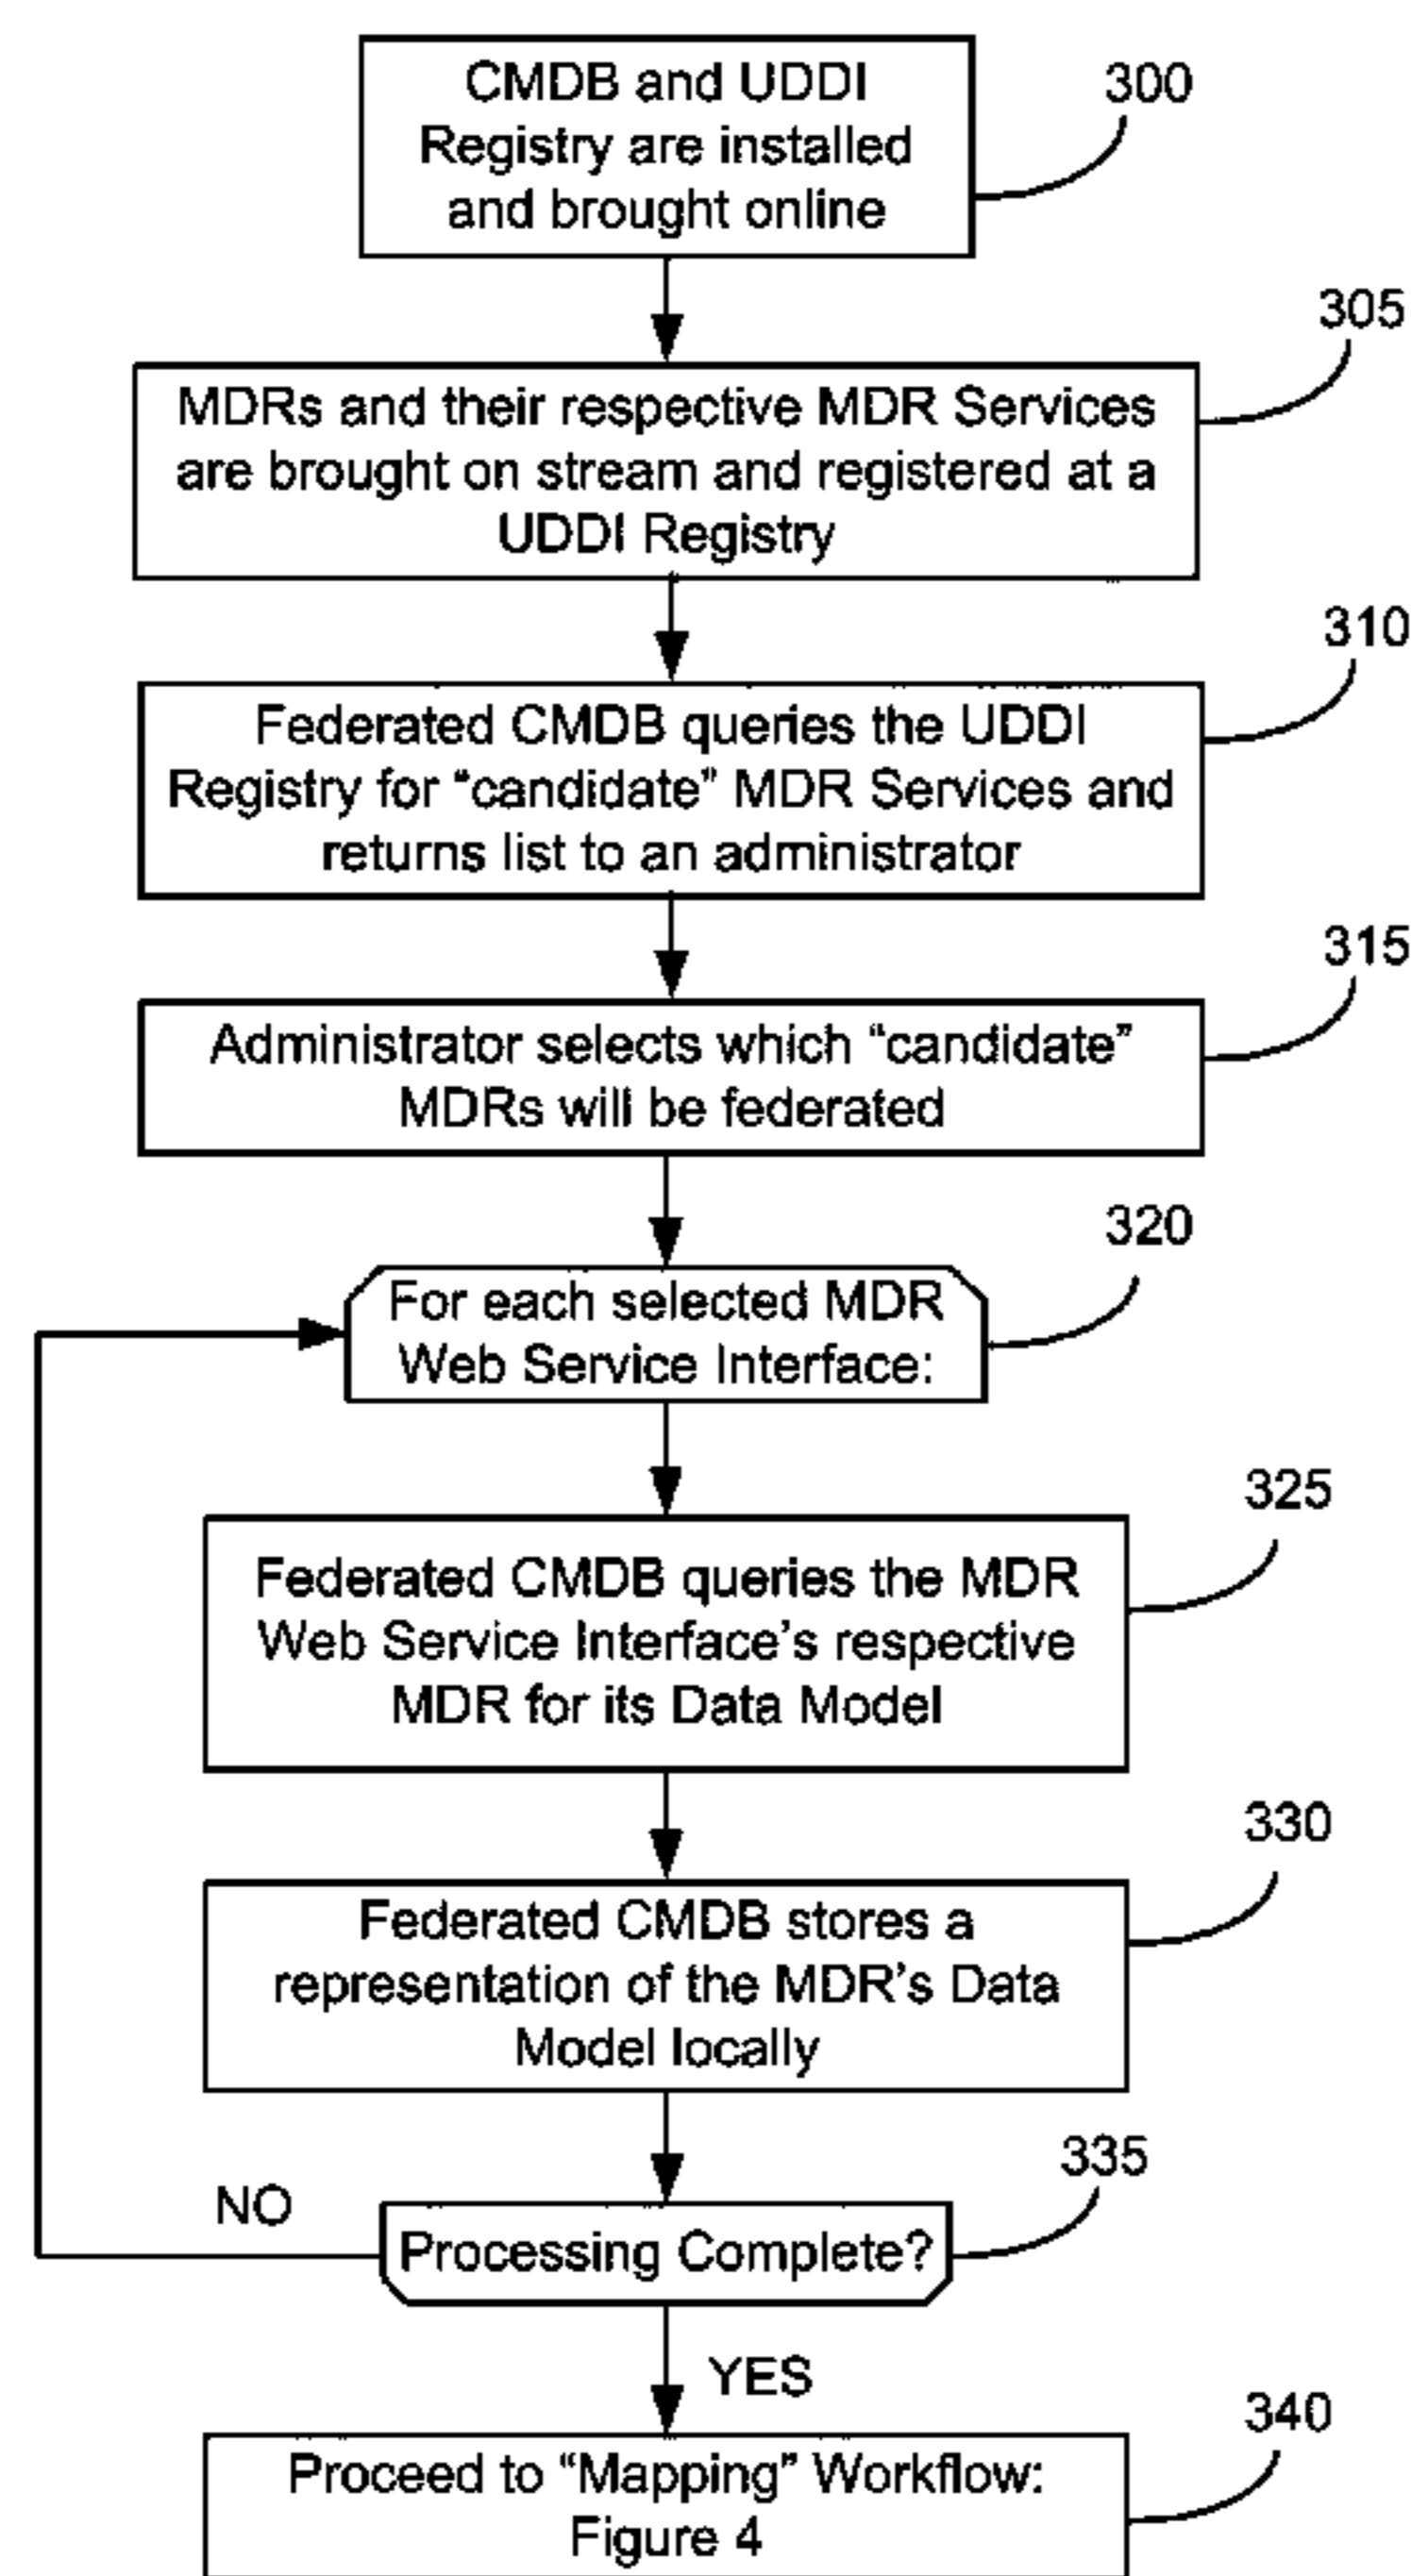 CMDB and UDDI
Registry are installed
and brought online
300
MDRs and their respective MDR Services
are brought on stream and registered at a
UDDI Registry
305
Federated CMDB queries the UDDI
Registry for “candidate” MDR Services and
returns list to an administrator
310
Administrator selects which “candidate”
MDRs will be federated
315
For each selected MDR
Web Service Interface:
320
Federated CMDB queries the MDR
Web Service Interface’s respective
MDR for its Data Model
325
Federated CMDB stores a
representation of the MDR’s Data
Model locally
330
Processing Complete?
335
NO
YES
Proceed to “Mapping” Workflow:
Figure 4
340